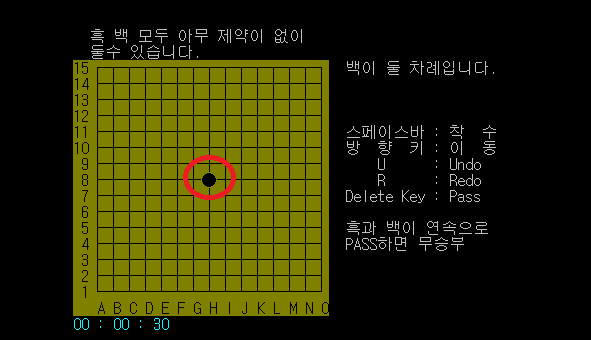 흑 백 모두 아무 제약이 없이
둘수 있습니다.
백이 둘 차례입니다.
스페이스바 : 착 수
방 향 키 : 이 동
U : Undo
R : Redo
Delete Key : Pass
흑과 백이 연속으로
PASS하면 무승부
15
14
13
12
11
10
9
8
7
6
5
4
3
2
1
A B C D E F G H I J K L M N O
00 : 00 : 30